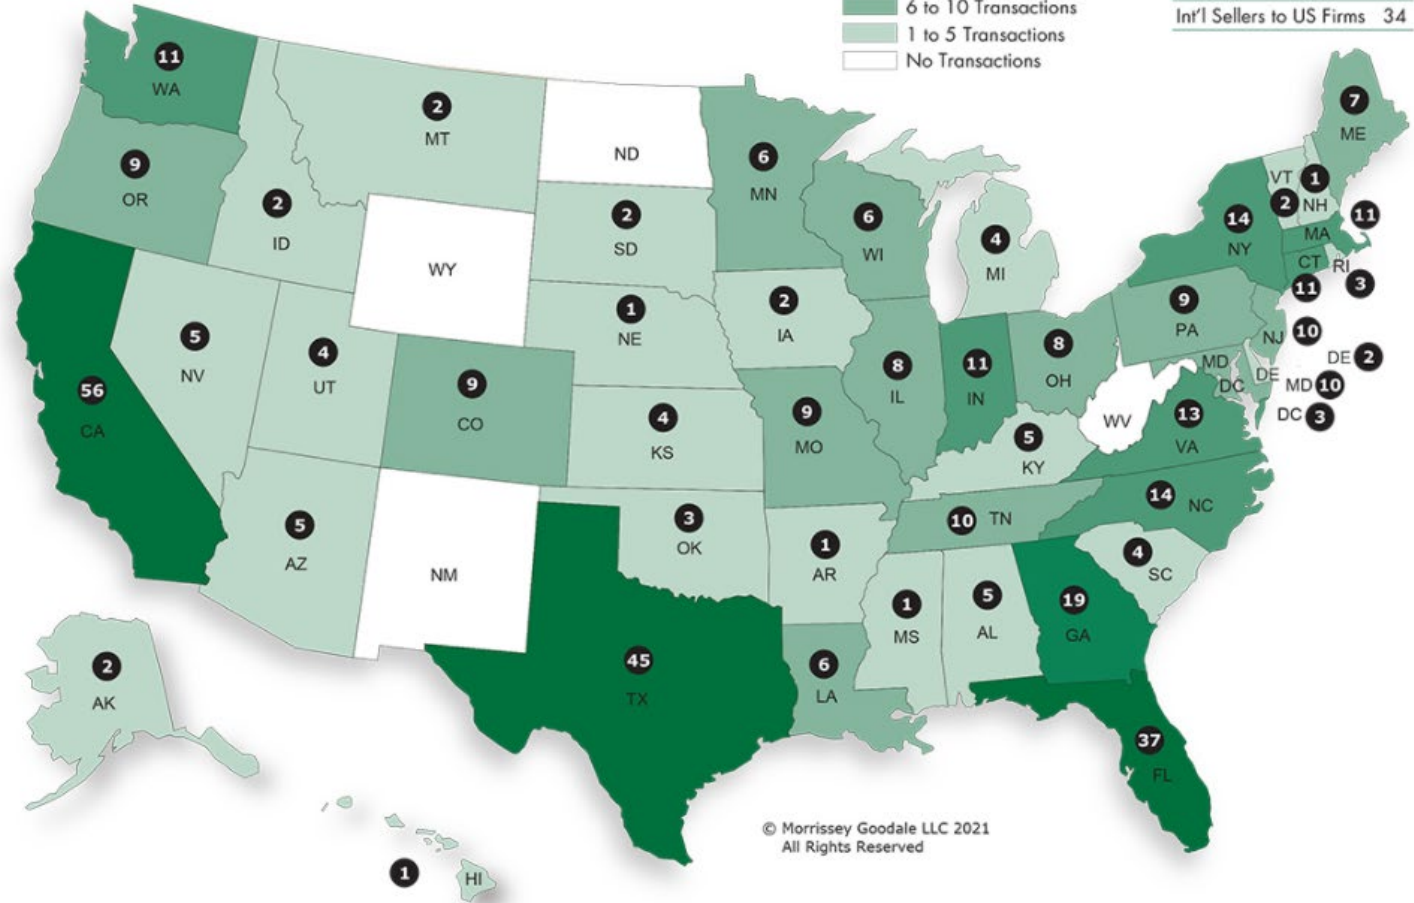 6 to 10 Transactions
Int'l Sellers to US Firms 34
1 to 5 Transactions
No Transactions
11
WA
2
MT
ND
6
MN
7
ME
9
OR
2
ID
WY
2
SD
6
WI
4
MI
14
NY
VT
2
1
NH
11
MA
CT
11
RI
3
56
CA
5
NV
4
UT
9
CO
1
NE
2
IA
8
IL
11
IN
8
OH
9
PA
NJ 10
DE 2
MD
DE
DC
MD 10
DC 3
WV
13
VA
4
KS
9
MO
5
KY
14 NC
10 TN
5
AZ
NM
3
OK
1
AR
4
SC
1
MS
5
AL
19
GA
2
AK
45
TX
6
LA
37
FL
1
HI
© Morrissey Goodale LLC 2021
All Rights Reserved